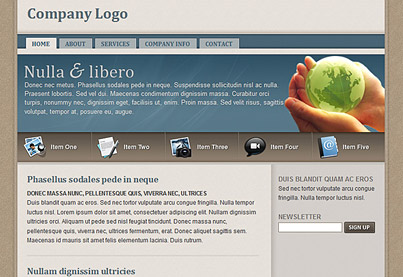 Company Logo
HOME ABOUT SERVICES COMPANY INFO CONTACT
Nulla & libero
Donec nec metus. Phasellus sodales pede in neque. Suspendisse sollicitudin nisl ac nulla.
Praesent lobortis. Sed vel dui. Maecenas condimentum dignissim massa. Curabitur orci
turpis, nonummy nec, dignissim eget, facilisis ut, enim. Proin massa. Sed velit risus, sagittis
volutpat, tempor at, posuere eu, augue.
Item One Item Two Item Three Item Four Item Five
Phasellus sodales pede in neque
DONEC MASSA NUNC, PELLENTESQUE QUIS, VIVERRA NEC, ULTRICES
Duis blandit quam ac eros. Sed nec tortor vulputate arcu congue finibus. Nulla tempor
luctus nisl. Lorem ipsum dolor sit amet, consectetuer adipiscing elit. Nullam dignissim
ultricies orci. Aliquam ut pede sed nisl feugiat tincidunt. Donec massa nunc,
pellentesque quis, viverra nec, ultrices fermentum, erat. Donec aliquet sagittis sem.
Maecenas id mauris sit amet felis elementum lacinia. Duis rutrum.
Nullam dignissim ultricies
DUIS BLANDIT QUAM AC EROS
Sed nec tortor vulputate arcu congue
finibus. Nulla tempor luctus nisl.
NEWSLETTER
SIGN UP